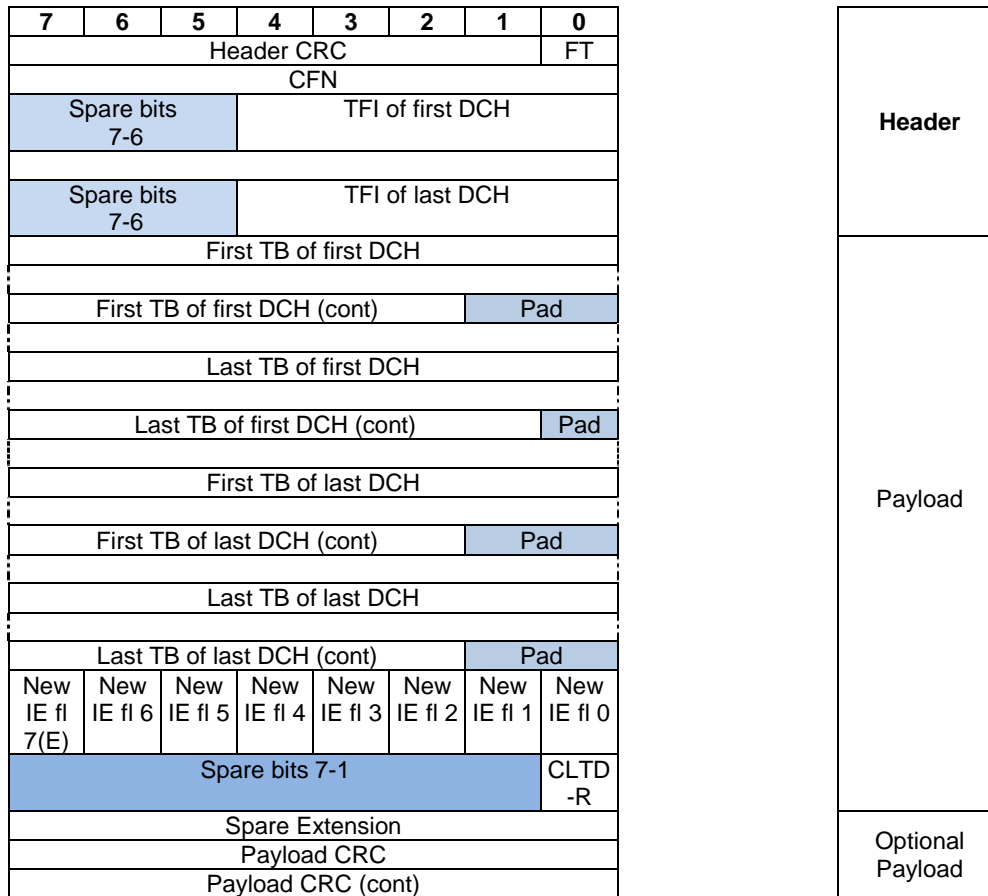 7 6 5 4 3 2 1 0
Header CRC FT
CFN
Spare bits
7-6
TFI of first DCH
Spare bits
7-6
TFI of last DCH
First TB of first DCH
First TB of first DCH (cont) Pad
Last TB of first DCH
Last TB of first DCH (cont) Pad
First TB of last DCH
First TB of last DCH (cont) Pad
Last TB of last DCH
Last TB of last DCH (cont) Pad
New
IE fl
7(E)
New
IE fl 6
New
IE fl 5
New
IE fl 4
New
IE fl 3
New
IE fl 2
New
IE fl 1
New
IE fl 0
Spare bits 7-1
CLTD
-R
Spare Extension
Payload CRC
Payload CRC (cont)
Header
Payload
Optional
Payload